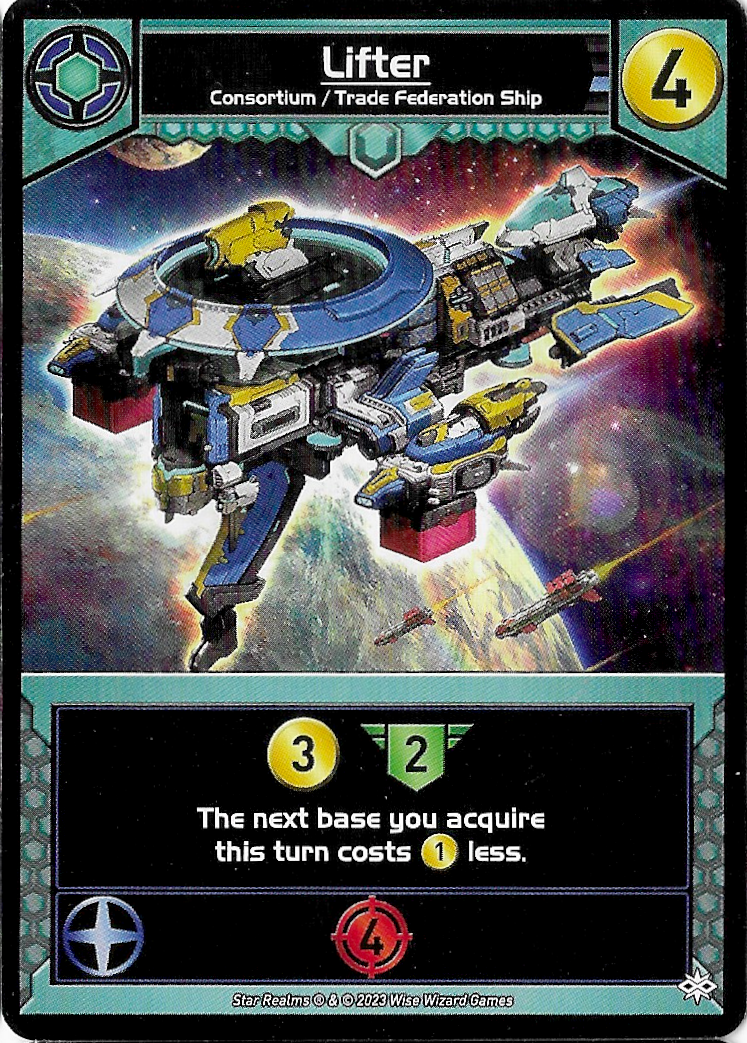 Lifter
4
Consortium / Trade Federation Ship
3 2
The next base you acquire
this turn costs 1 less.
4
Star Realms ® & © 2023 Wise Wizard Games